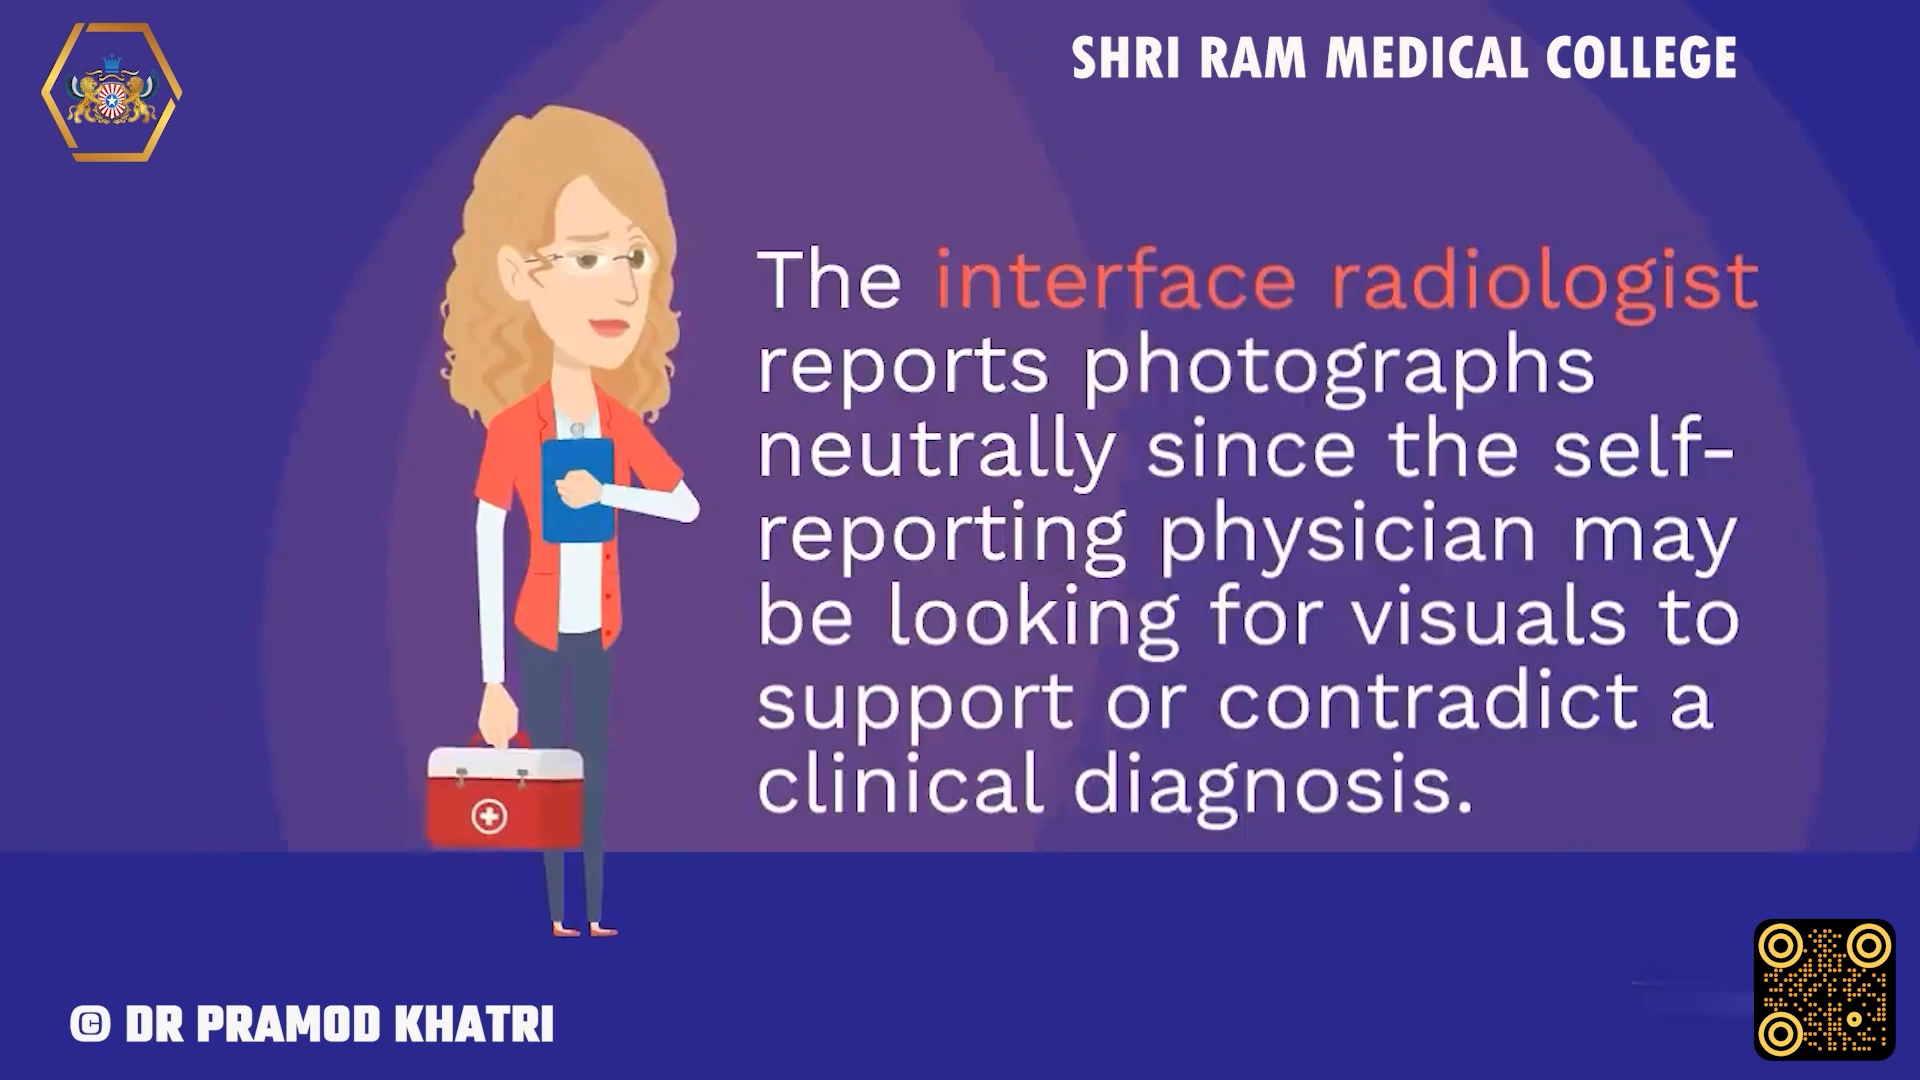 SHRI RAM MEDICAL COLLEGE
The interface radiologist
reports photographs
neutrally since the self-
reporting physician may
be looking for visuals to
support or contradict a
clinical diagnosis.
© DR PRAMOD KHATRI